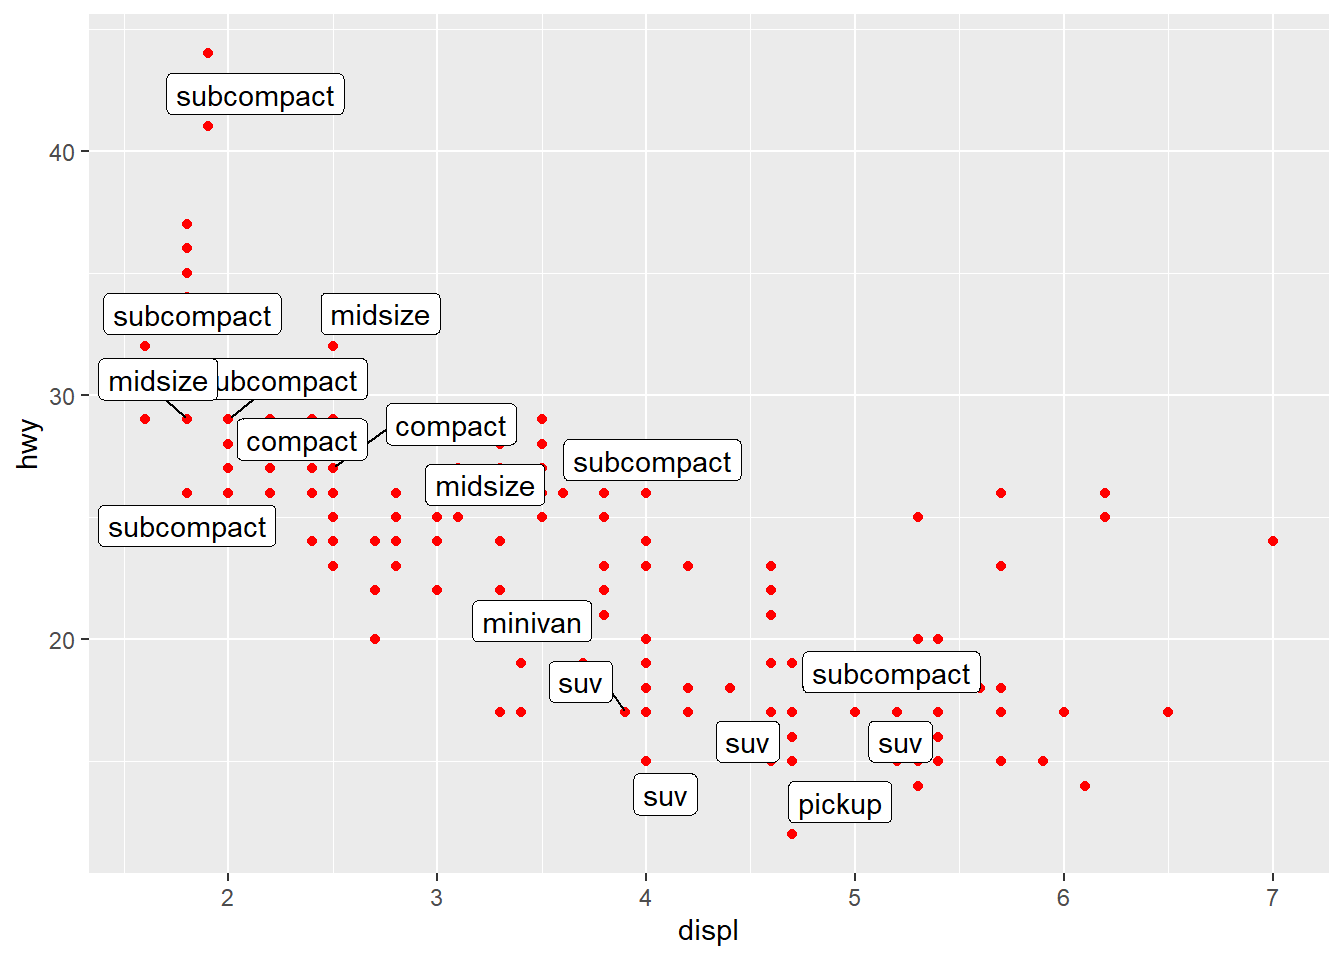 subcompact
40
subcompact
midsize
midsize
ubcompact
30
compact
compact
subcompact
midsize
subcompact
minivan
20
subcompact
suv
suv
suv
suv
pickup
2
3
4
5
6
7
displ
hwy